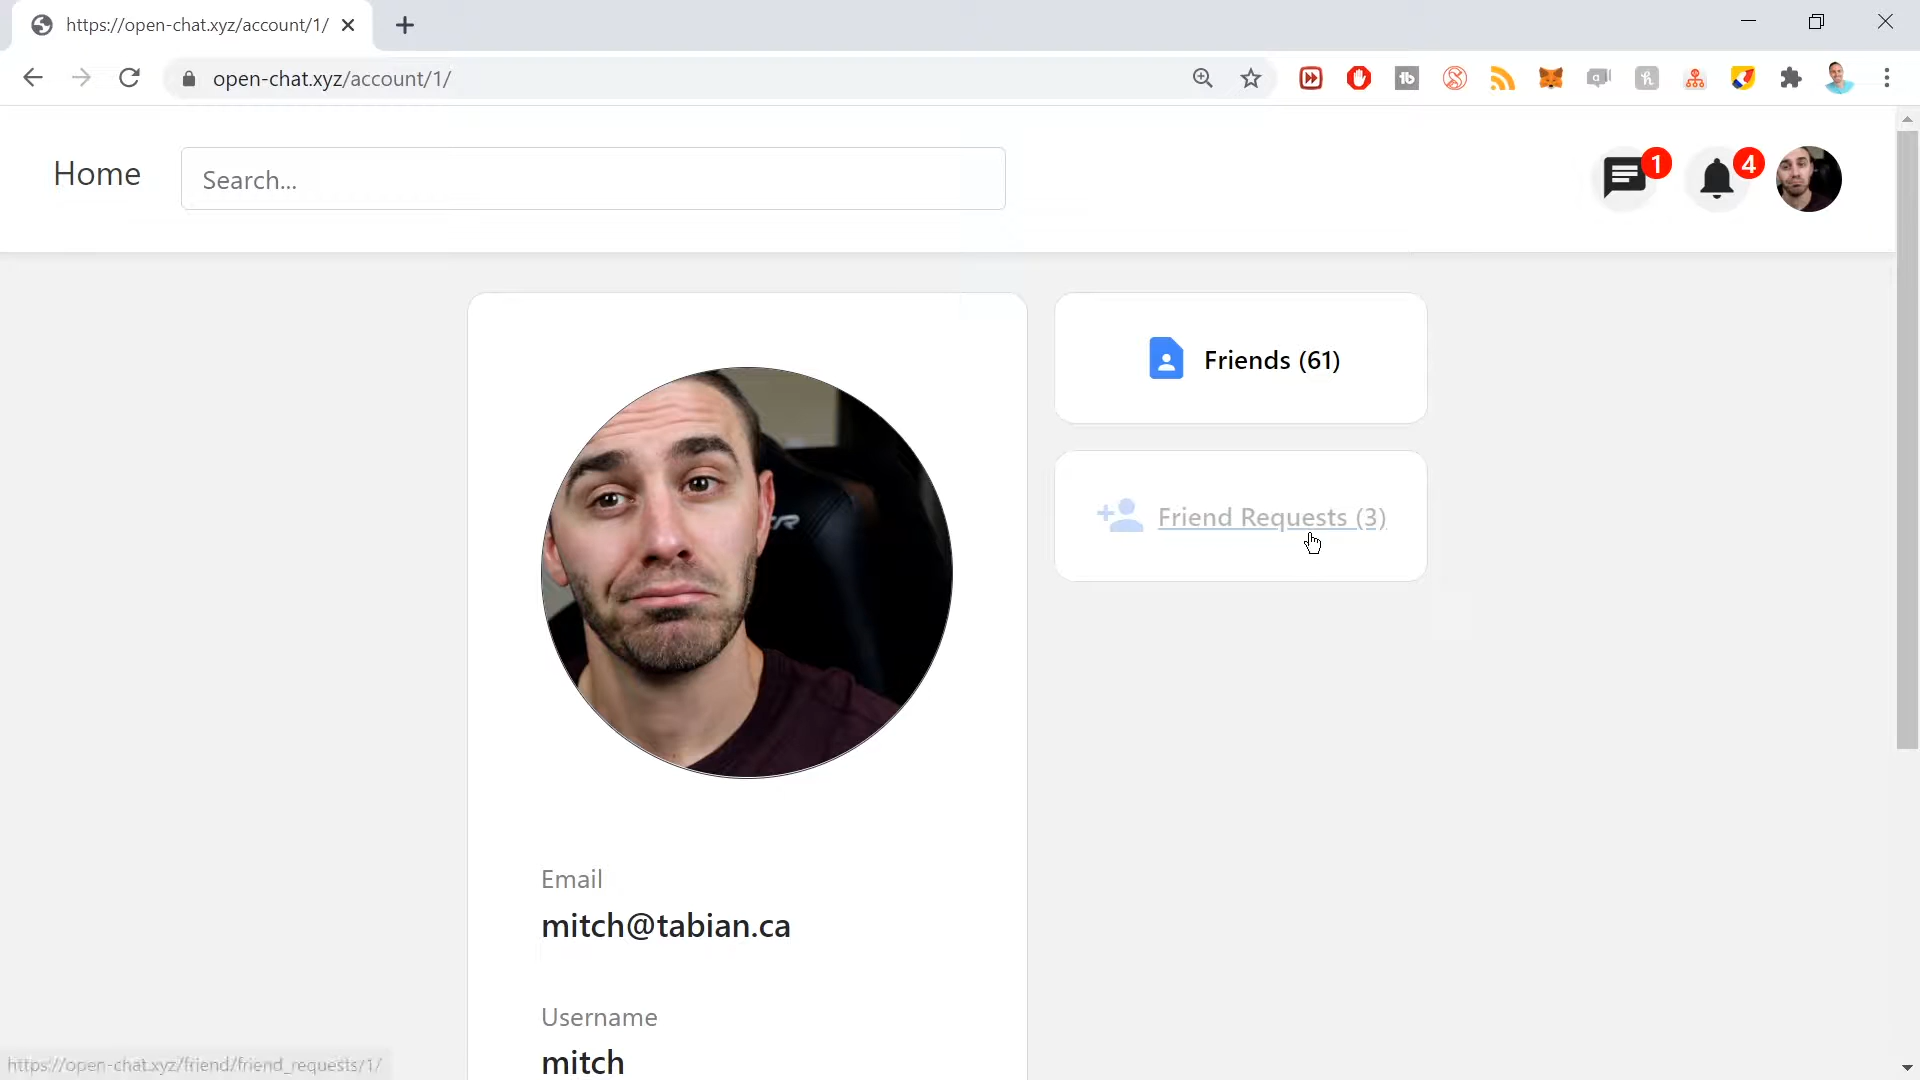 https://open-chat.xyz/account/1/
open-chat.xyz/account/1/
Home
Search...
1
4
Friends (61)
Friend Requests (3)
Email
mitch@tabian.ca
Username
mitch
https://open-chat.xyz/friend/friend_requests/1/